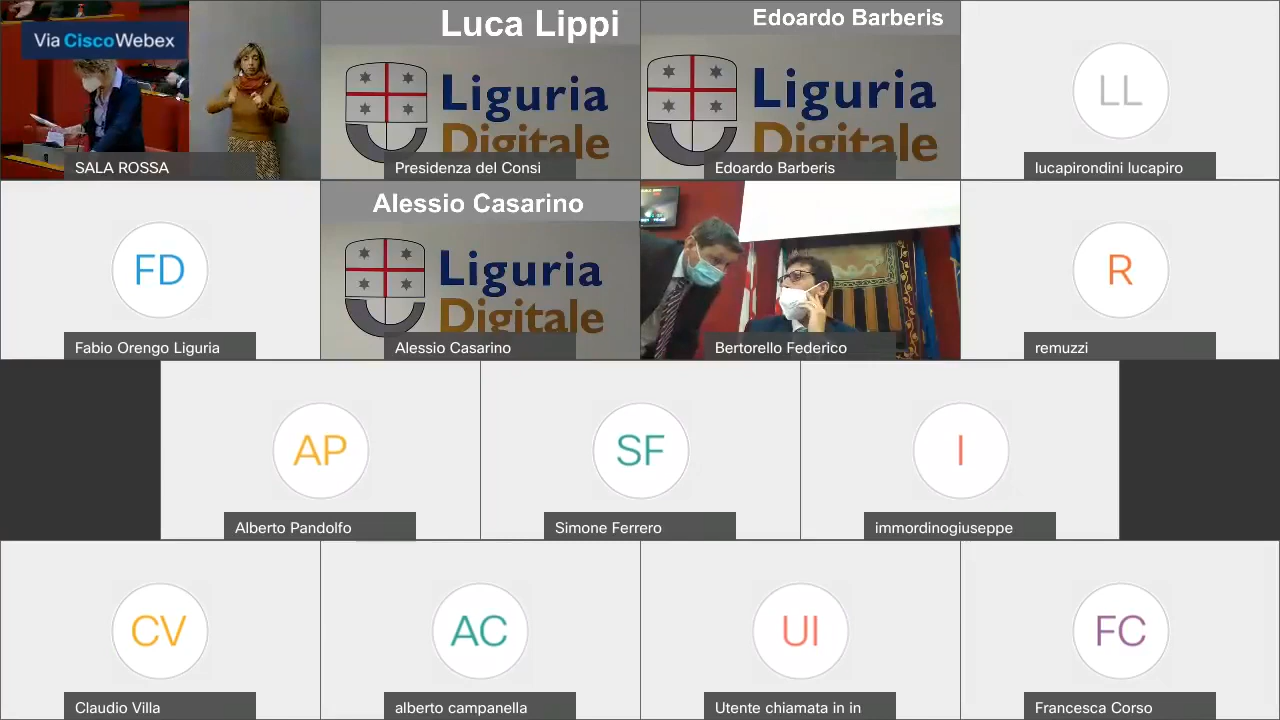 Via Cisco Webex
SALA ROSSA
Luca Lippi
Liguria
Digitale
Presidenza del Consi
Edoardo Barberis
Liguria
Digitale
Edoardo Barberis
LL
lucapirondini lucapiro
FD
Fabio Orengo Liguria
Alessio Casarino
Liguria
Digitale
Alessio Casarino
Bertorello Federico
R
remuzzi
AP
Alberto Pandolfo
SF
Simone Ferrero
I
immordinogiuseppe
CV
Claudio Villa
AC
alberto campanella
UI
Utente chiamata in in
FC
Francesca Corso